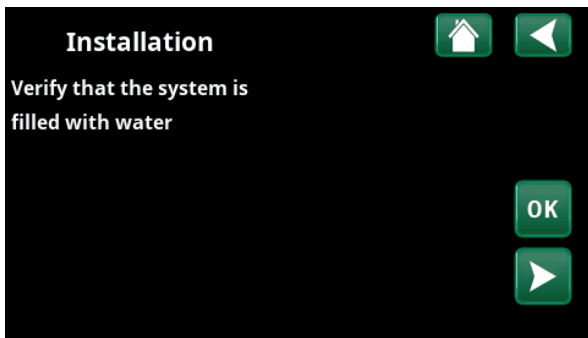 Installation
Verify that the system is
filled with water
OK